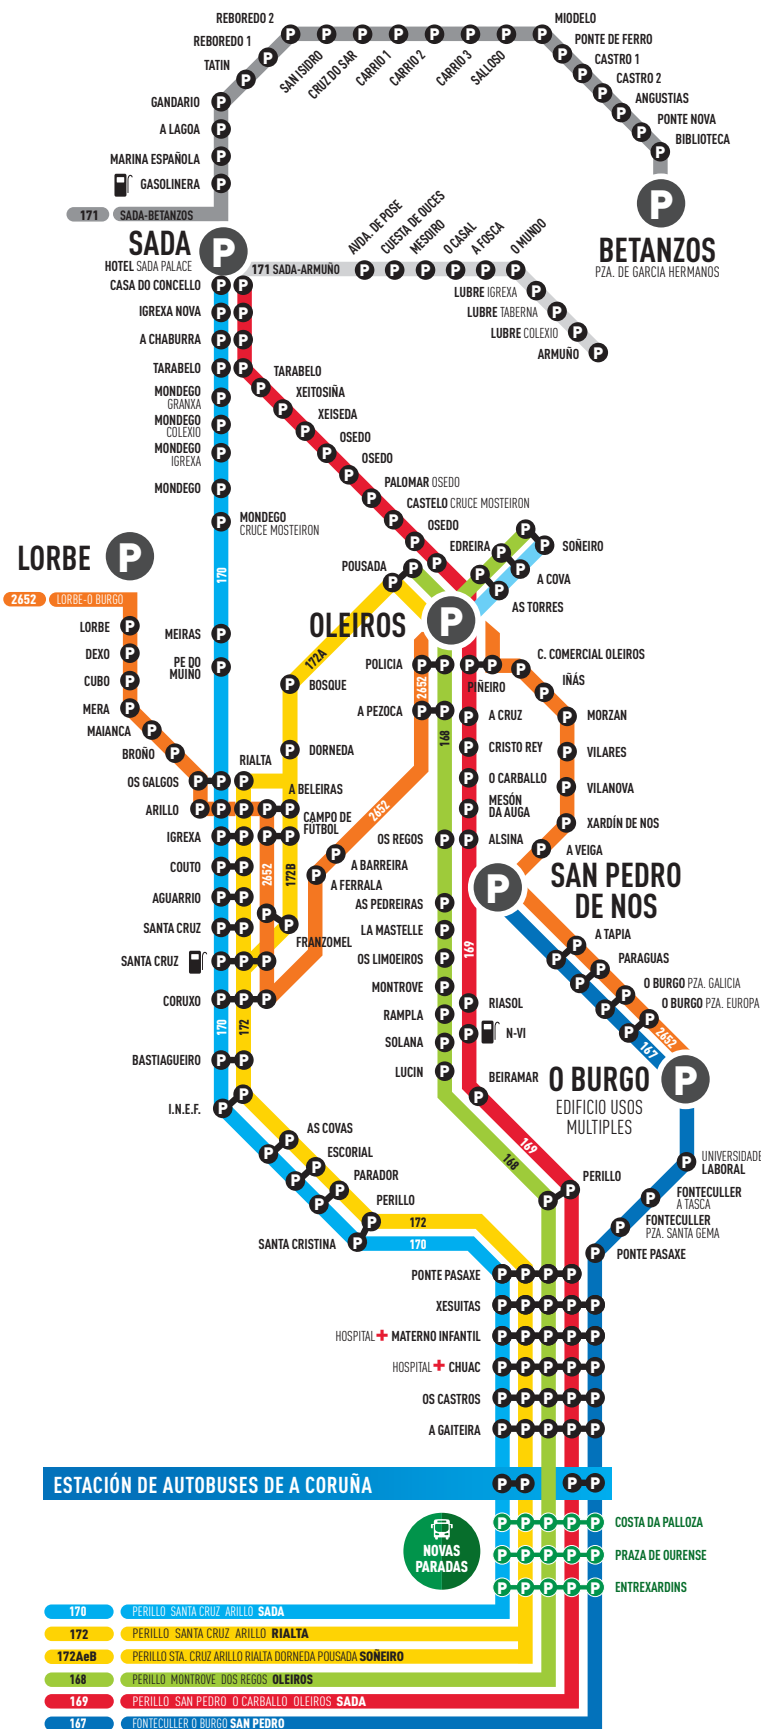 REBOREDO 2
MIODELO
REBOREDO 1
PONTE DE FERRO
TATIN
SAN ISIDRO
CRUZ DO SAR
CARRIO 1
CARRIO 2
CARRIO 3
SALLOSO
CASTRO 1
CASTRO 2
GANDARIO
ANGUSTIAS
A LAGOA
PONTE NOVA
MARINA ESPAÑOLA
BIBLIOTECA
GASOLINERA
171 SADA-BETANZOS
BETANZOS
PZA. DE GARCIA HERMANOS
SADA
HOTEL SADA PALACE
171 SADA-ARMUÑO
AVDA. DE POSE
CUESTA DE OUCES
MESOIRO
O CASAL
A FOSCA
O MUNDO
LUBRE IGREXA
LUBRE TABERNA
LUBRE COLEXIO
ARMUÑO
CASA DO CONCELLO
IGREXA NOVA
A CHABURRA
TARABELO
TARABELO
MONDEGO
GRANXA
XEITOSIÑA
MONDEGO
COLEXIO
XEISEDA
MONDEGO
IGREXA
OSEDO
OSEDO
MONDEGO
PALOMAR OSEDO
CASTELO CRUCE MOSTEIRON
MONDEGO
CRUCE MOSTEIRON
OSEDO
EDREIRA
SOÑEIRO
LORBE
POUSADA
A COVA
170
AS TORRES
2652 LORBE-O BURGO
OLEIROS
LORBE
MEIRAS
DEXO
172A
C. COMERCIAL OLEIROS
PE DO
MUIÑO
POLICIA
PIÑEIRO
IÑÁS
CUBO
BOSQUE
2652
MERA
A PEZOCA
A CRUZ
MORZAN
MAIANCA
168
BROÑO
DORNEDA
CRISTO REY
VILARES
RIALTA
OS GALGOS
A BELEIRAS
O CARBALLO
VILANOVA
ARILLO
CAMPO DE
FÚTBOL
2652
MESÓN
DA AUGA
XARDÍN DE NOS
IGREXA
OS REGOS
ALSINA
A VEIGA
COUTO
2652
172B
A BARREIRA
A FERRALA
SAN PEDRO
DE NOS
AGUARRIO
AS PEDREIRAS
SANTA CRUZ
LA MASTELLE
A TAPIA
FRANZOMEL
169
SANTA CRUZ
OS LIMOEIROS
PARAGUAS
MONTROVE
O BURGO PZA. GALICIA
CORUXO
RIASOL
O BURGO PZA. EUROPA
RAMPLA
170
172
N-VI
SOLANA
2652
167
BASTIAGUEIRO
LUCIN
BEIRAMAR
O BURGO
EDIFICIO USOS
MULTIPLES
I.N.E.F.
AS COVAS
ESCORIAL
169
168
UNIVERSIDADE
LABORAL
PARADOR
PERILLO
FONTECULLER
A TASCA
PERILLO
172
FONTECULLER
PZA. SANTA GEMA
SANTA CRISTINA
170
PONTE PASAXE
PONTE PASAXE
XESUITAS
HOSPITAL + MATERNO INFANTIL
HOSPITAL + CHUAC
OS CASTROS
A GAITEIRA
ESTACIÓN DE AUTOBUSES DE A CORUÑA
NOVAS
PARADAS
COSTA DA PALLOZA
PRAZA DE OURENSE
ENTREXARDINS
170 PERILLO SANTA CRUZ ARILLO SADA
172 PERILLO SANTA CRUZ ARILLO RIALTA
172AeB PERILLO STA. CRUZ ARILLO RIALTA DORNEDA POUSADA SOÑEIRO
168 PERILLO MONTROVE DOS REGOS OLEIROS
169 PERILLO SAN PEDRO O CARBALLO OLEIROS SADA
167 FONTECULLER O BURGO SAN PEDRO